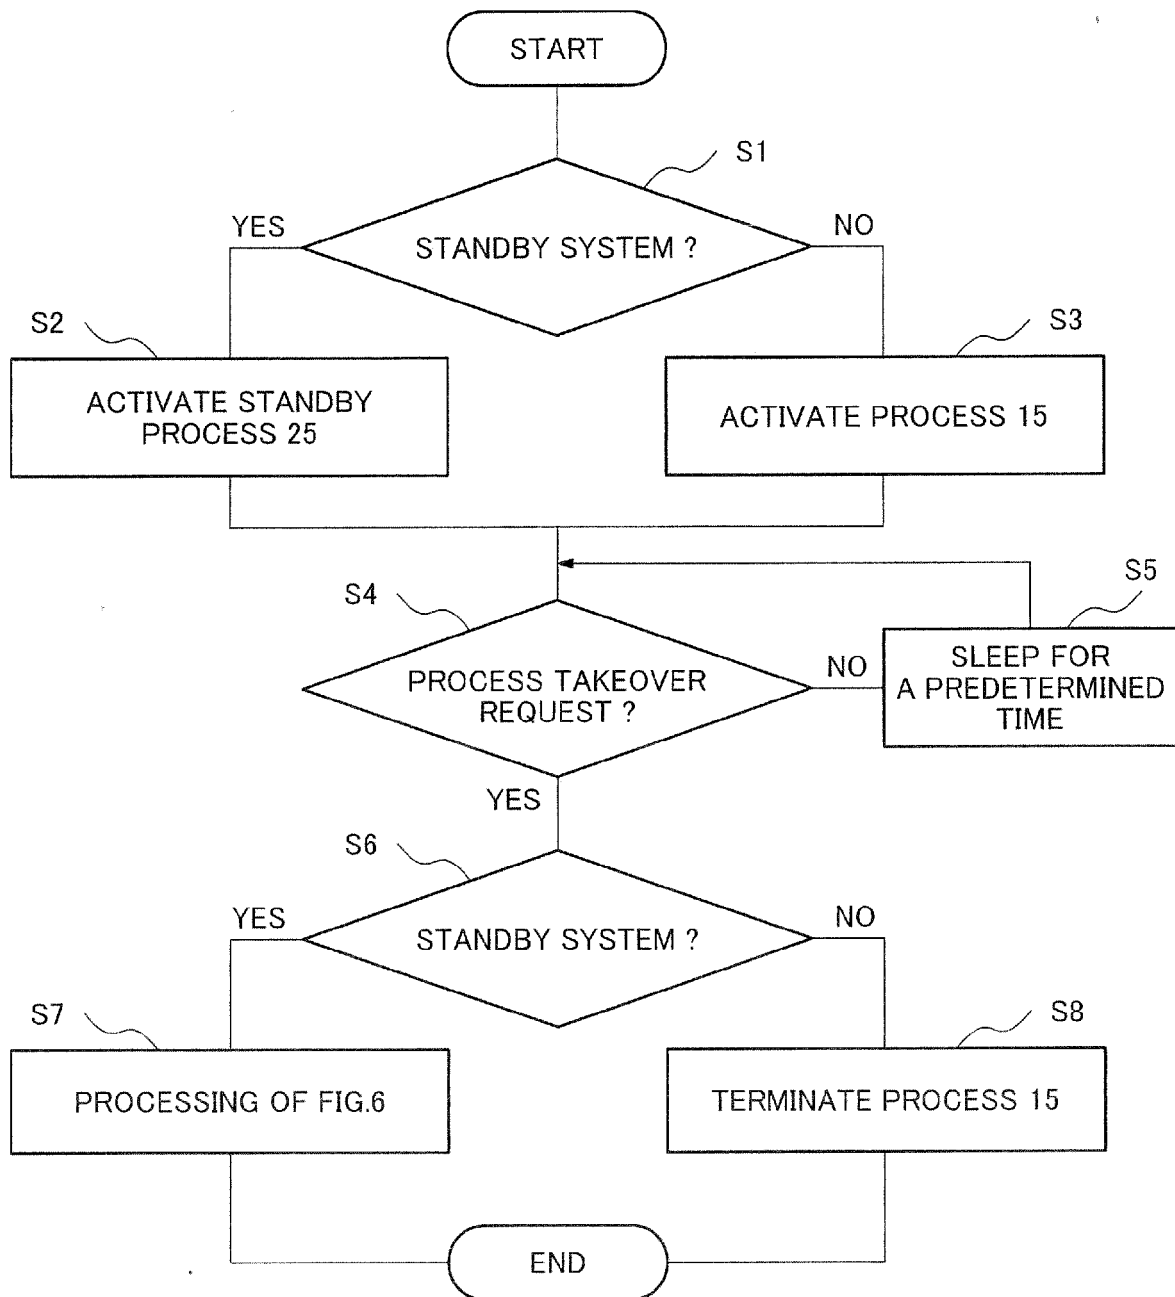 START
S1
YES
NO
STANDBY SYSTEM ?
S2
S3
ACTIVATE STANDBY
PROCESS 25
ACTIVATE PROCESS 15
S4
S5
PROCESS TAKEOVER
REQUEST ?
NO
SLEEP FOR
A PREDETERMINED
TIME
YES
S6
YES
NO
STANDBY SYSTEM ?
S7
S8
PROCESSING OF FIG.6
TERMINATE PROCESS 15
END